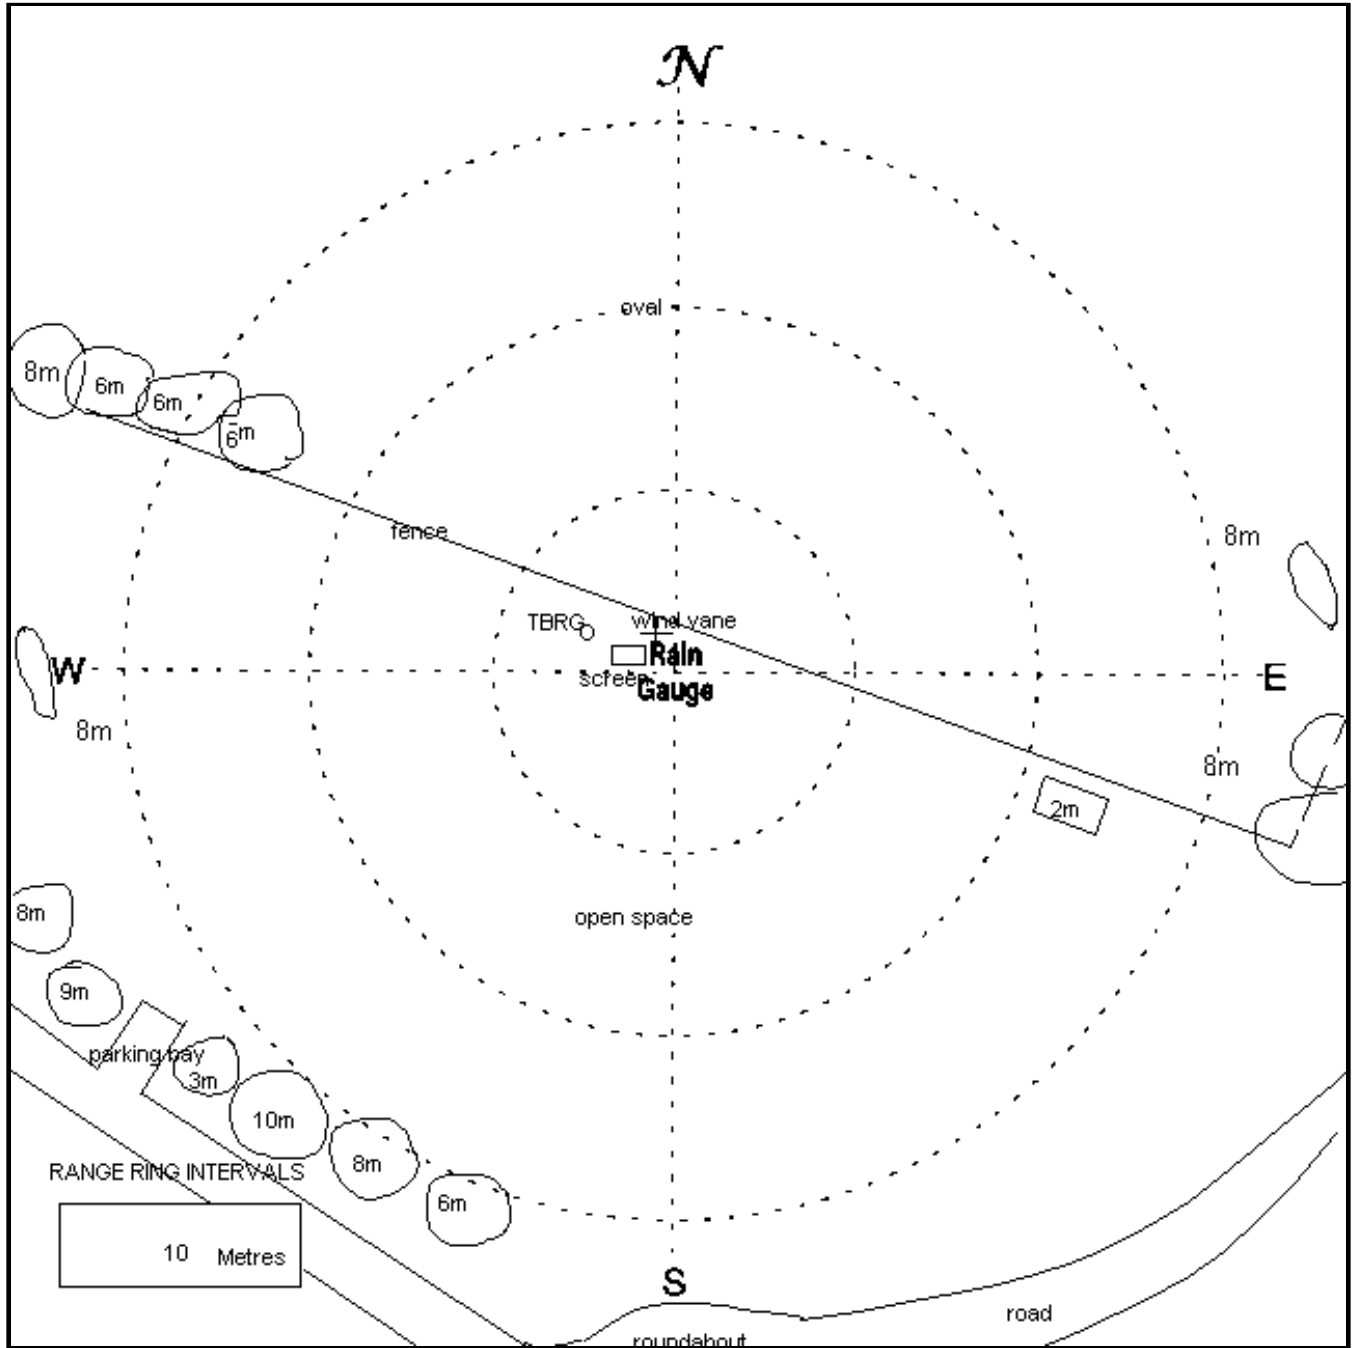 N
oval
8m
6m
6m
6m
fence
8m
TBRG
wind vane
Rain
screen
Gauge
W
E
8m
8m
2m
8m
open space
9m
parking bay
3m
10m
8m
RANGE RING INTERVALS
6m
10 Metres
S
road
roundabout